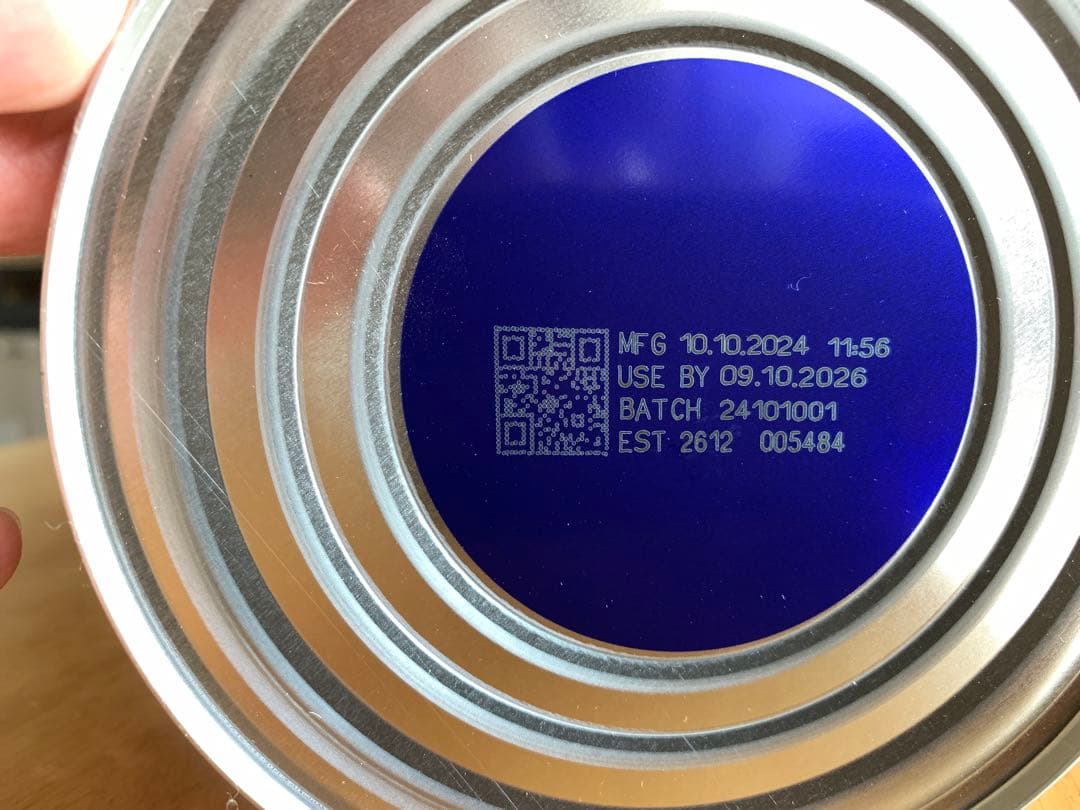 MFG 10.10.2024 11:56
USE BY 09.10.2026
BATCH 24101001
EST 2612 005484